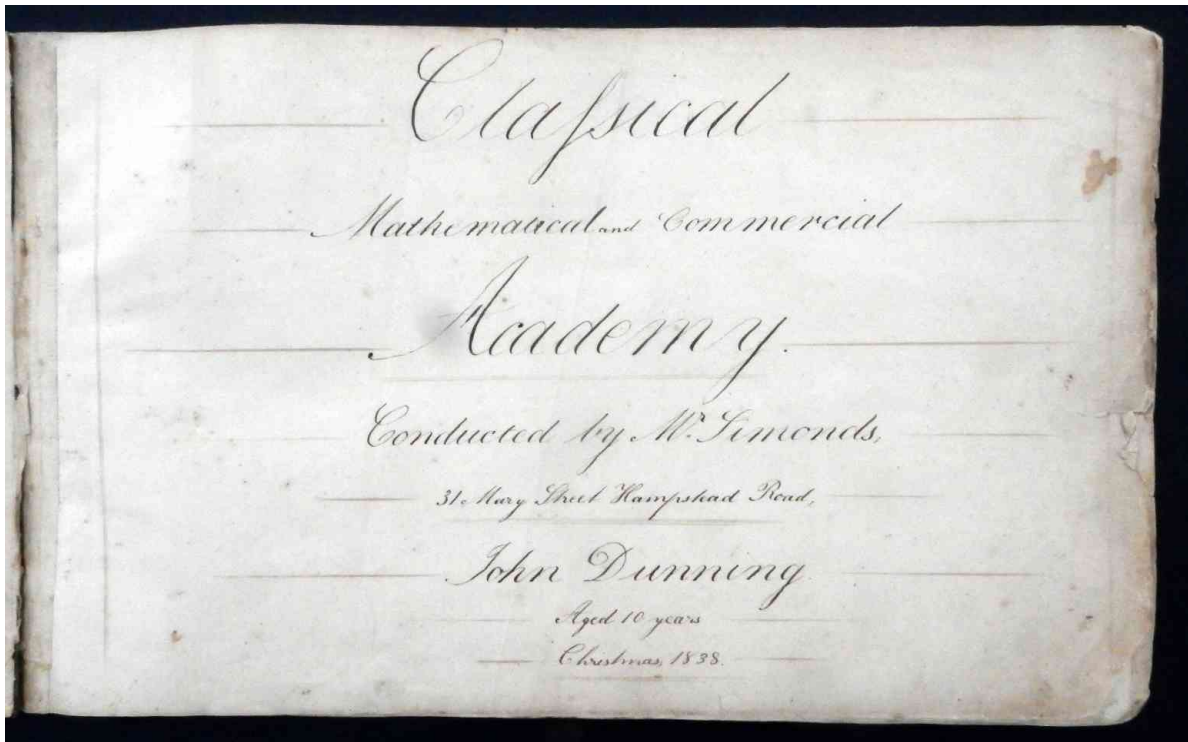 Claſsical
Mathematical and Commercial
Academy.
Conducted by Mr. Simonds,
31 Mary Street Hampstead Road,
John Dunning
Aged 10 years
Christmas, 1838.